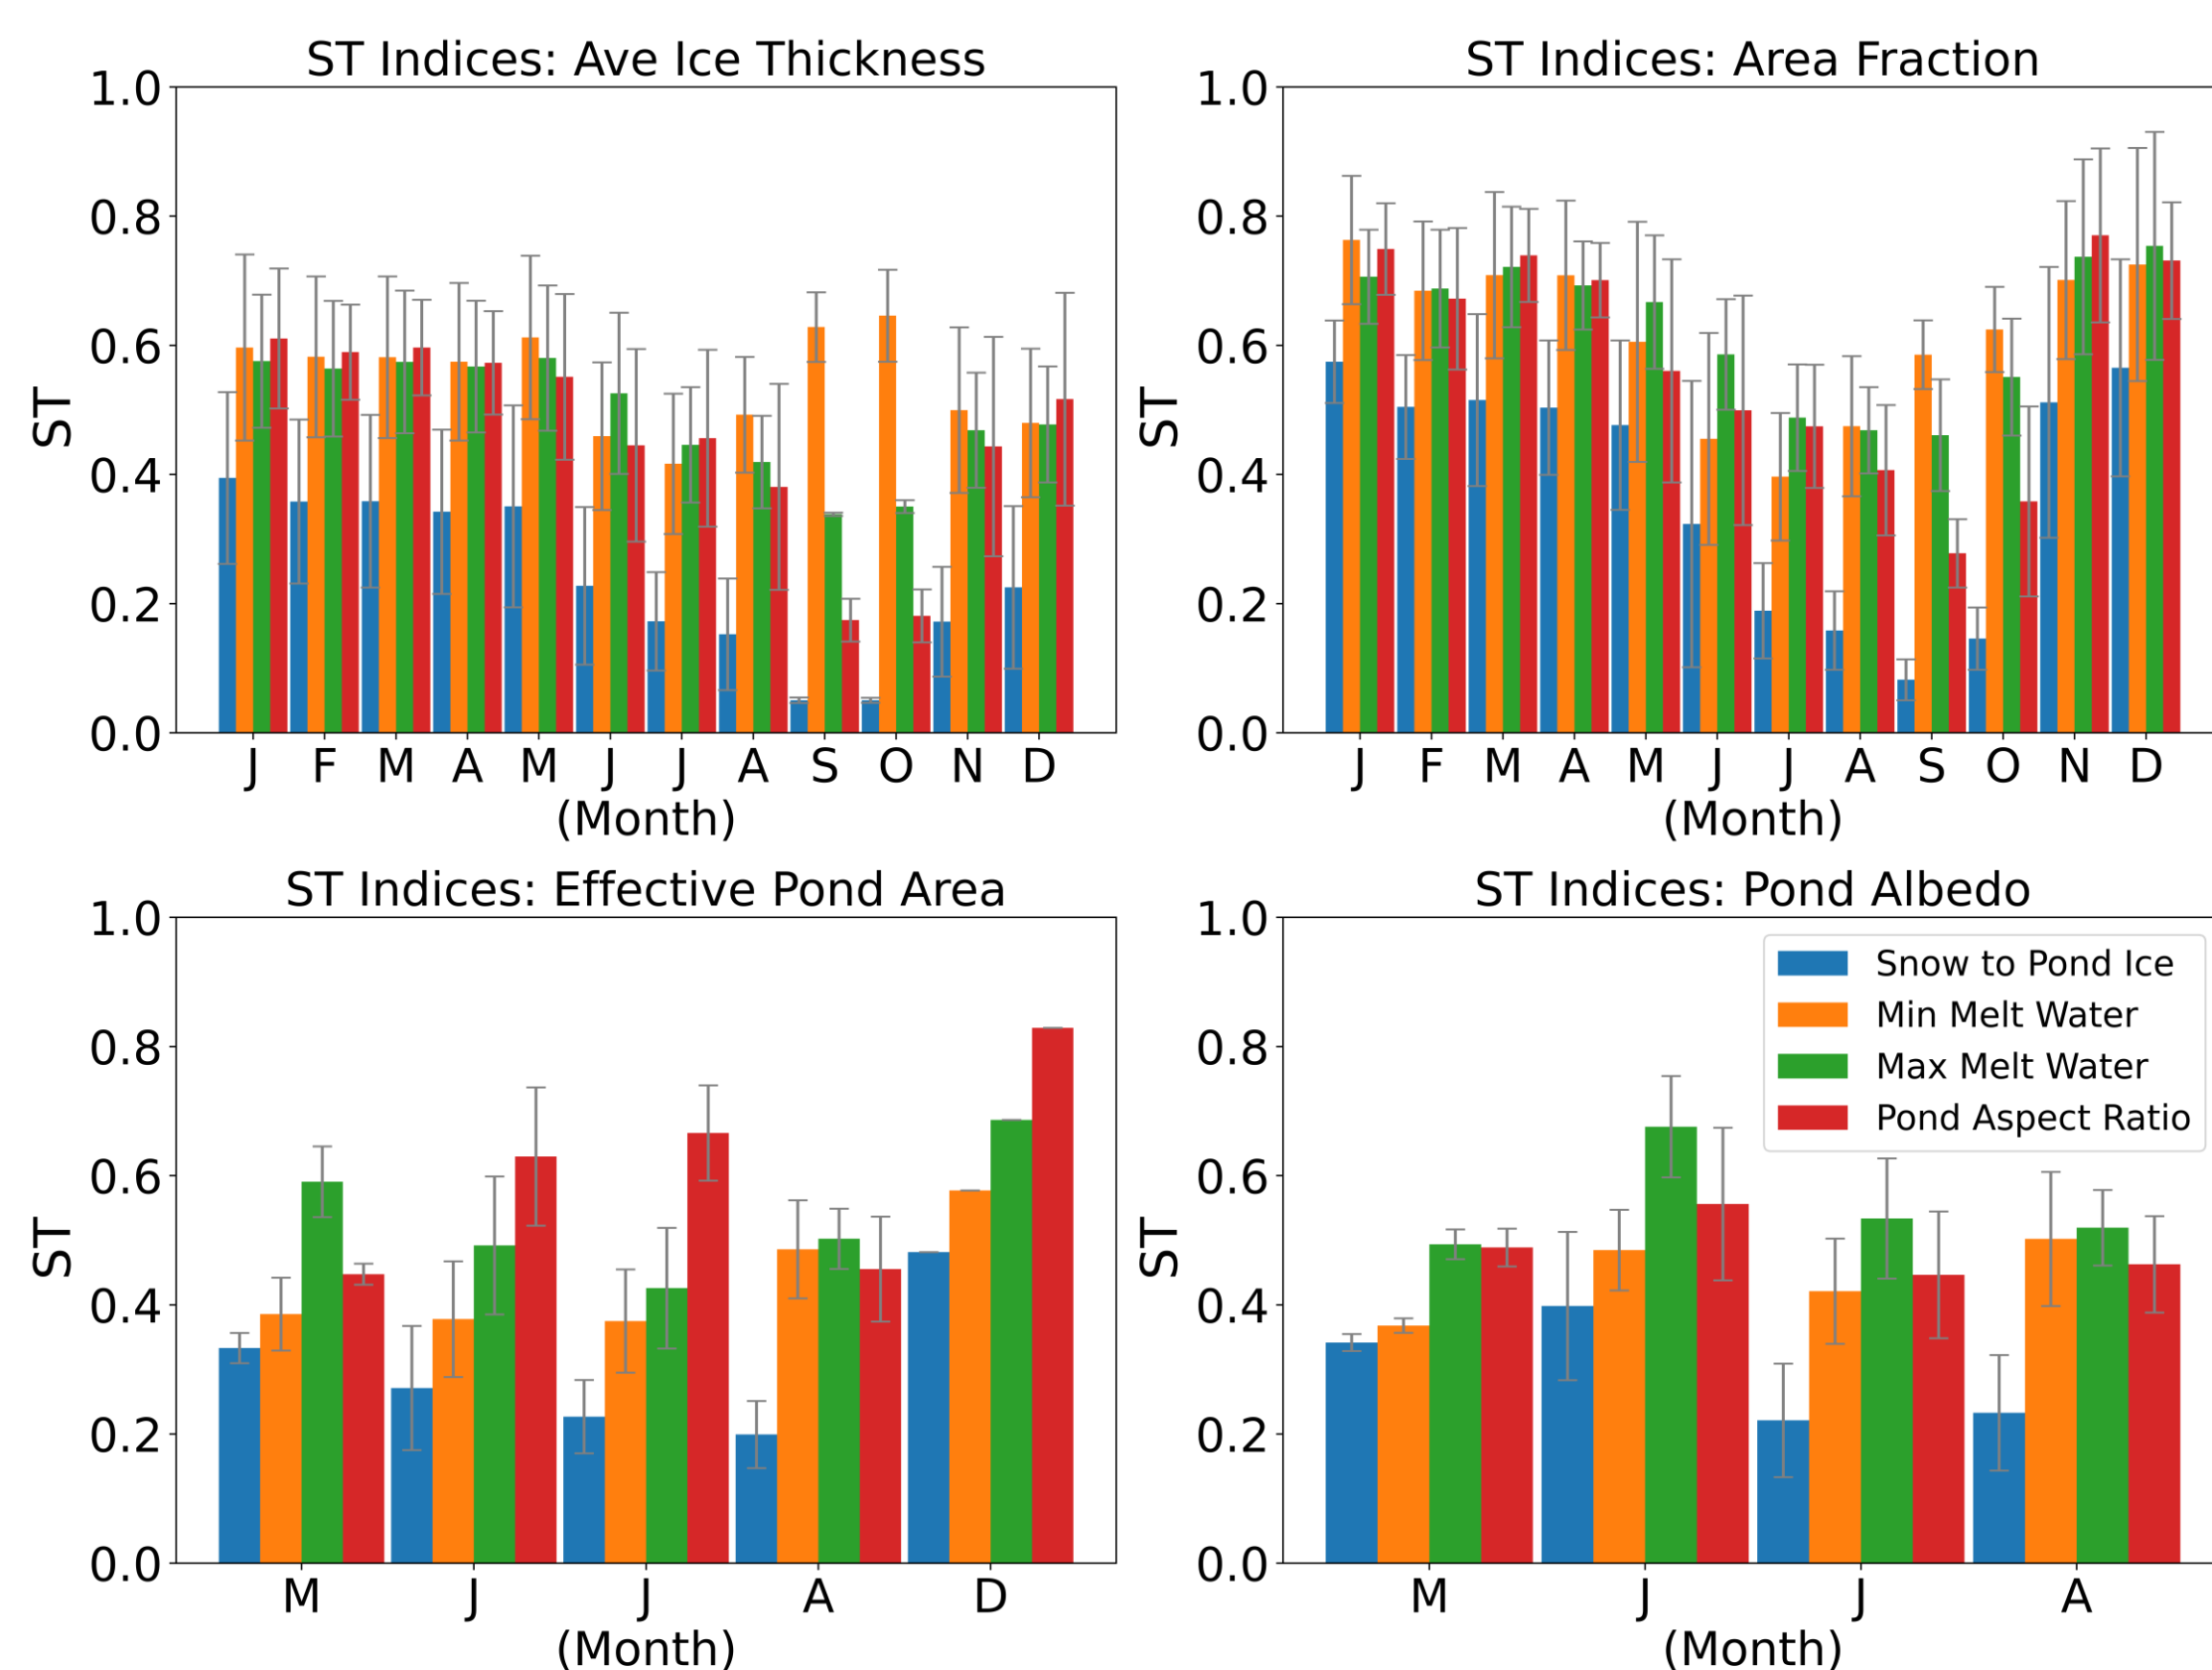 ST Indices: Ave Ice Thickness
1.0
0.8
0.6
0.4
0.2
0.0
ST
J F M A M J J A S O N D
(Month)
ST Indices: Area Fraction
1.0
0.8
0.6
0.4
0.2
0.0
ST
J F M A M J J A S O N D
(Month)
ST Indices: Effective Pond Area
1.0
0.8
0.6
0.4
0.2
0.0
ST
M J J A D
(Month)
ST Indices: Pond Albedo
1.0
0.8
0.6
0.4
0.2
0.0
ST
Snow to Pond Ice
Min Melt Water
Max Melt Water
Pond Aspect Ratio
M J J A
(Month)